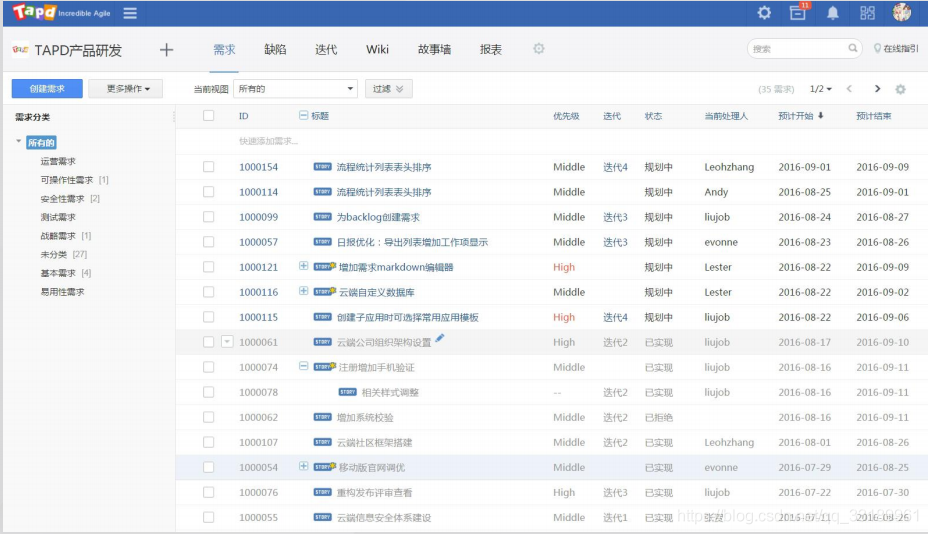 Tapd Incredible Agile 11
TAPD产品研发 需求 缺陷 迭代 Wiki 故事墙 报表 搜索 在线指引
创建需求 更多操作 当前视图 所有的 过滤 (35 需求) 1/2
需求分类
所有的
运营需求
可操作性需求 [1]
安全性需求 [2]
测试需求
战略需求 [1]
未分类 [27]
基本需求 [4]
易用性需求
ID 标题 优先级 迭代 状态 当前处理人 预计开始 预计结束
快速添加需求...
1000154 STORY 流程统计列表表头排序 Middle 迭代4 规划中 Leohzhang 2016-09-01 2016-09-09
1000114 STORY 流程统计列表表头排序 Middle 规划中 Andy 2016-08-25 2016-09-01
1000099 STORY 为backlog创建需求 Middle 迭代3 规划中 liujob 2016-08-24 2016-08-27
1000057 STORY 日报优化：导出列表增加工作项显示 Middle 迭代3 规划中 evonne 2016-08-23 2016-08-26
1000121 STORY 增加需求markdown编辑器 High 规划中 Lester 2016-08-22 2016-09-09
1000116 STORY 云端自定义数据库 Middle 规划中 Lester 2016-08-22 2016-09-02
1000115 STORY 创建子应用时可选择常用应用模板 High 迭代4 规划中 liujob 2016-08-22 2016-09-06
1000061 STORY 云端公司组织架构设置 High 迭代2 已实现 liujob 2016-08-17 2016-09-10
1000074 STORY 注册增加手机验证 Middle 已实现 liujob 2016-08-16 2016-09-11
1000078 STORY 相关样式调整 -- 迭代2 已实现 2016-08-16 2016-09-11
1000062 STORY 增加系统校验 Middle 迭代2 已拒绝 2016-08-16 2016-09-11
1000107 STORY 云端社区框架搭建 Middle 迭代2 已实现 Leohzhang 2016-08-01 2016-08-26
1000054 STORY 移动版官网调优 Middle 已实现 evonne 2016-07-29 2016-08-25
1000076 STORY 重构发布评审查看 High 迭代3 已实现 liujob 2016-07-22 2016-07-30
1000055 STORY 云端信息安全体系建设 Middle 迭代1 已实现 2016-07-11